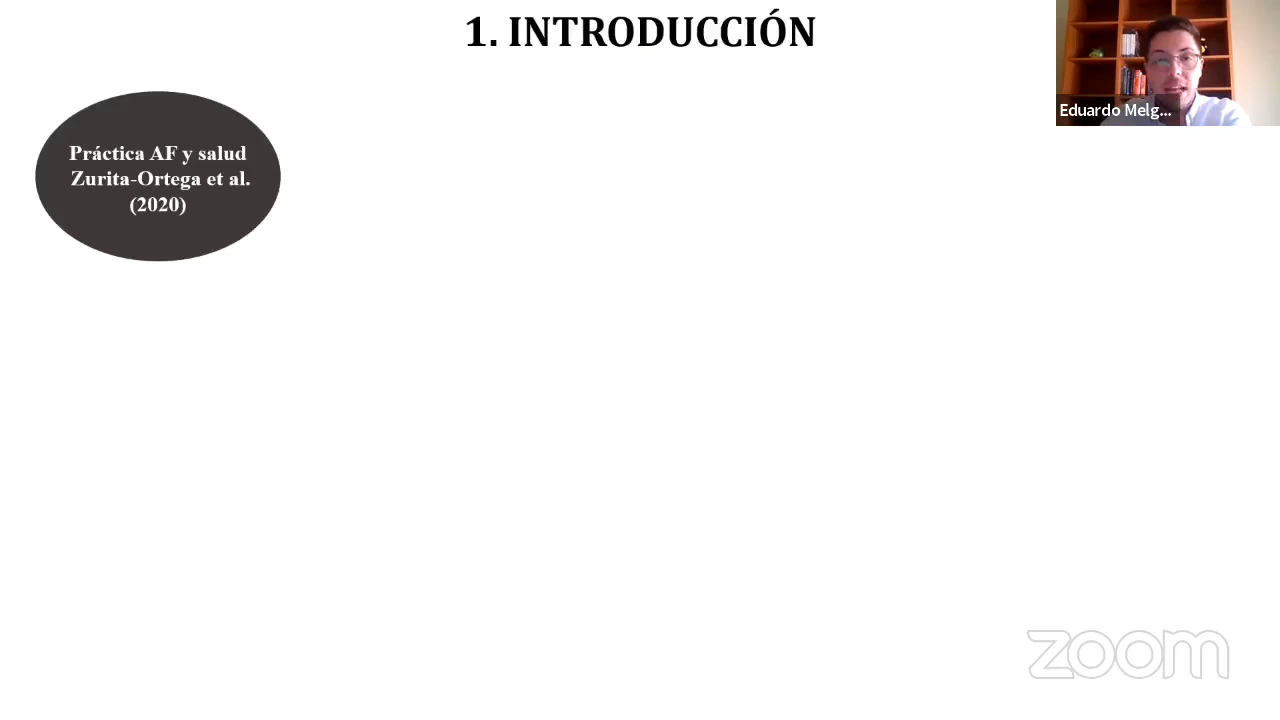 1. INTRODUCCIÓN
Práctica AF y salud
Zurita-Ortega et al.
(2020)
Eduardo Melg...
zoom